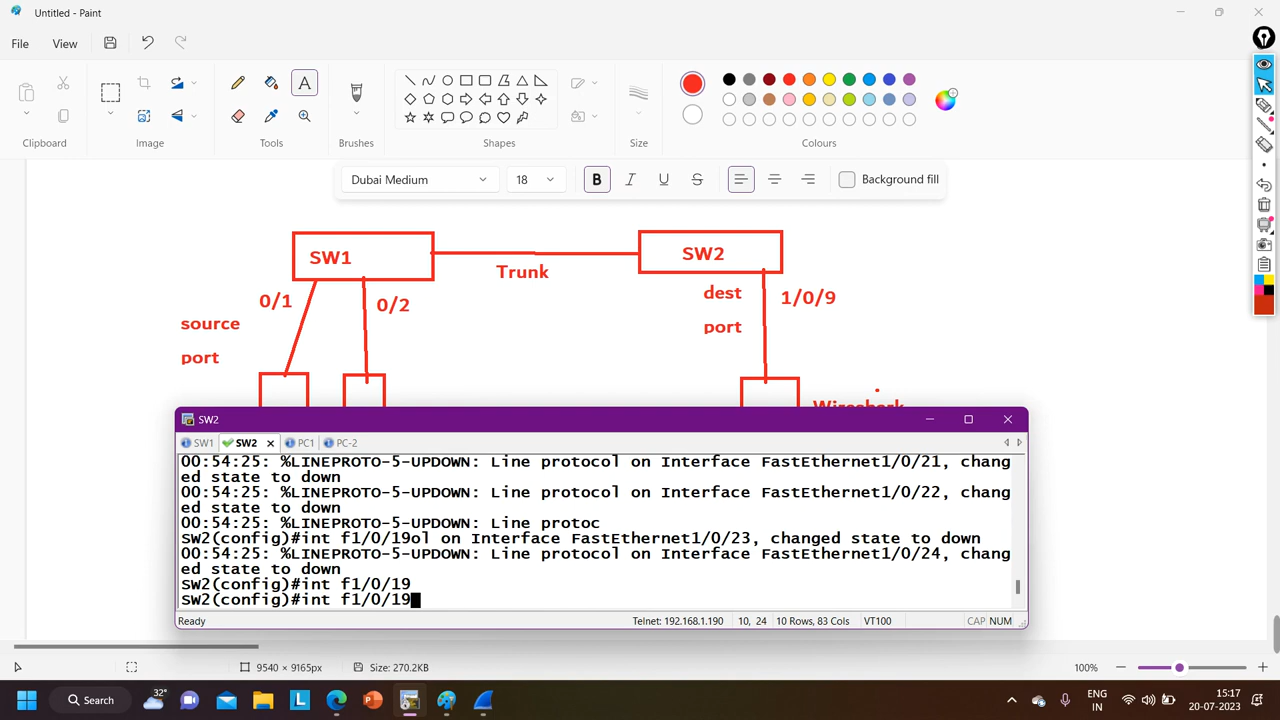 Untitled - Paint
File View
Clipboard
Image
A
Tools
Brushes
Shapes
Size
Colours
Dubai Medium 18 B I U S Background fill
SW1
SW2
Trunk
0/1
0/2
source
port
dest
port
1/0/9
Wireshark
SW2
SW1 SW2 PC1 PC-2
00:54:25: %LINEPROTO-5-UPDOWN: Line protocol on Interface FastEthernet1/0/21, chang
ed state to down
00:54:25: %LINEPROTO-5-UPDOWN: Line protocol on Interface FastEthernet1/0/22, chang
ed state to down
00:54:25: %LINEPROTO-5-UPDOWN: Line protoc
SW2(config)#int f1/0/19ol on Interface FastEthernet1/0/23, changed state to down
00:54:25: %LINEPROTO-5-UPDOWN: Line protocol on Interface FastEthernet1/0/24, chang
ed state to down
SW2(config)#int f1/0/19
SW2(config)#int f1/0/19
Ready Telnet: 192.168.1.190 10, 24 10 Rows, 83 Cols VT100 CAP NUM
9540 × 9165px Size: 270.2KB 100%
32°
Search
L
ENG
IN
15:17
20-07-2023